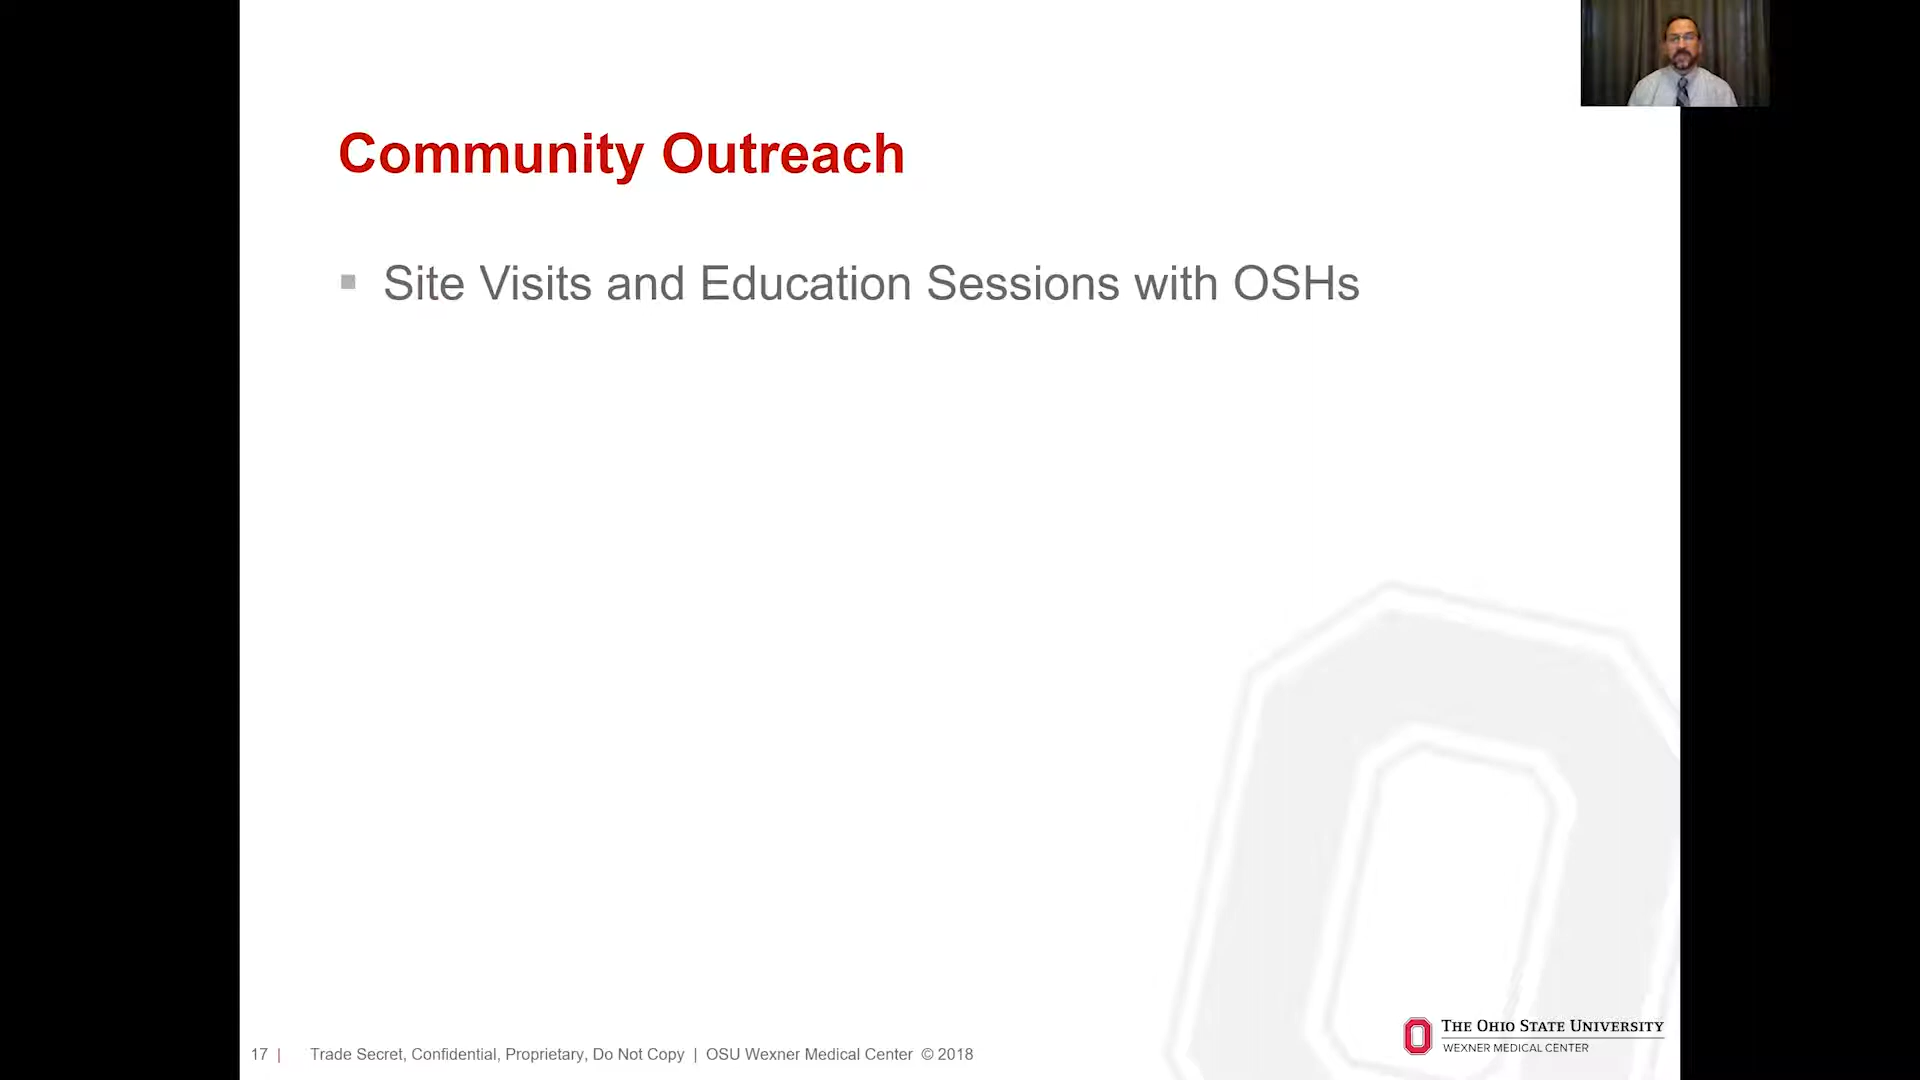 Community Outreach
▪ Site Visits and Education Sessions with OSHs
17 | Trade Secret, Confidential, Proprietary, Do Not Copy | OSU Wexner Medical Center © 2018
THE OHIO STATE UNIVERSITY
WEXNER MEDICAL CENTER